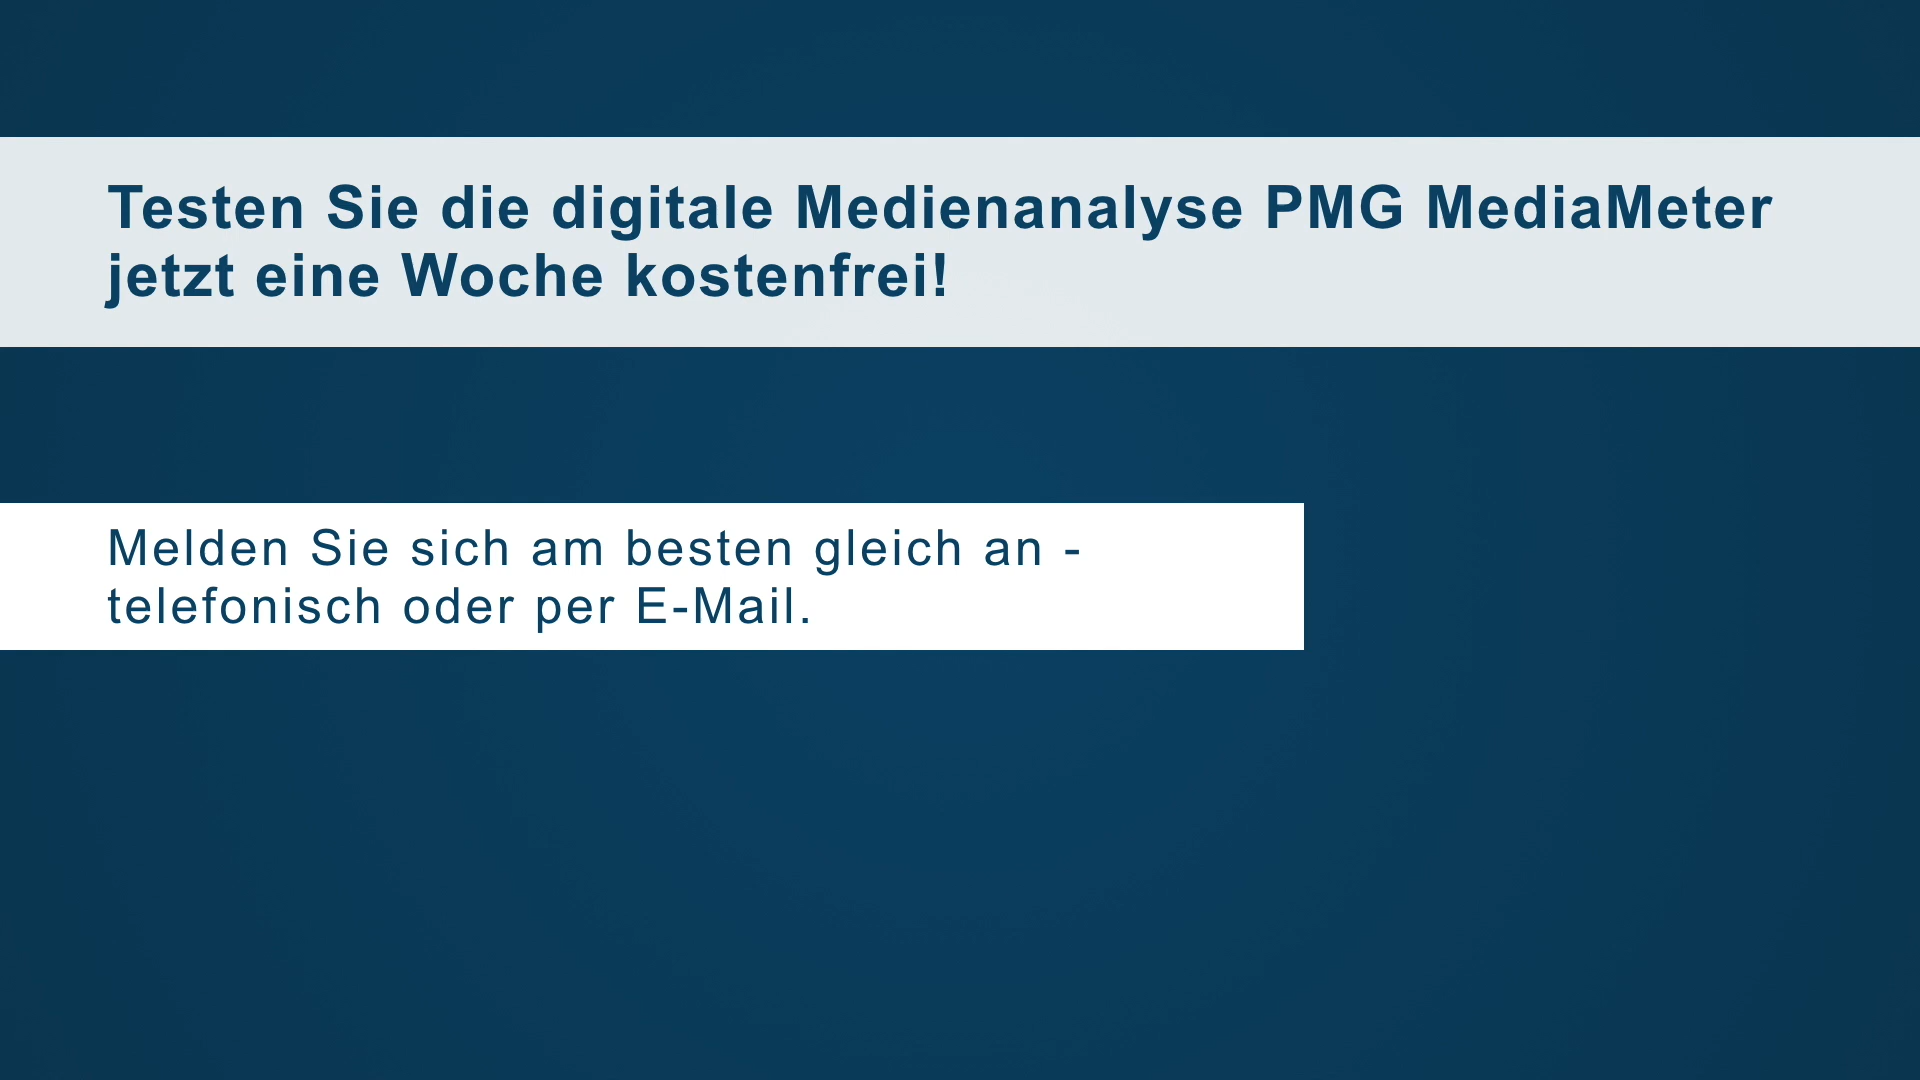 Testen Sie die digitale Medienanalyse PMG MediaMeter
jetzt eine Woche kostenfrei!
Melden Sie sich am besten gleich an -
telefonisch oder per E-Mail.